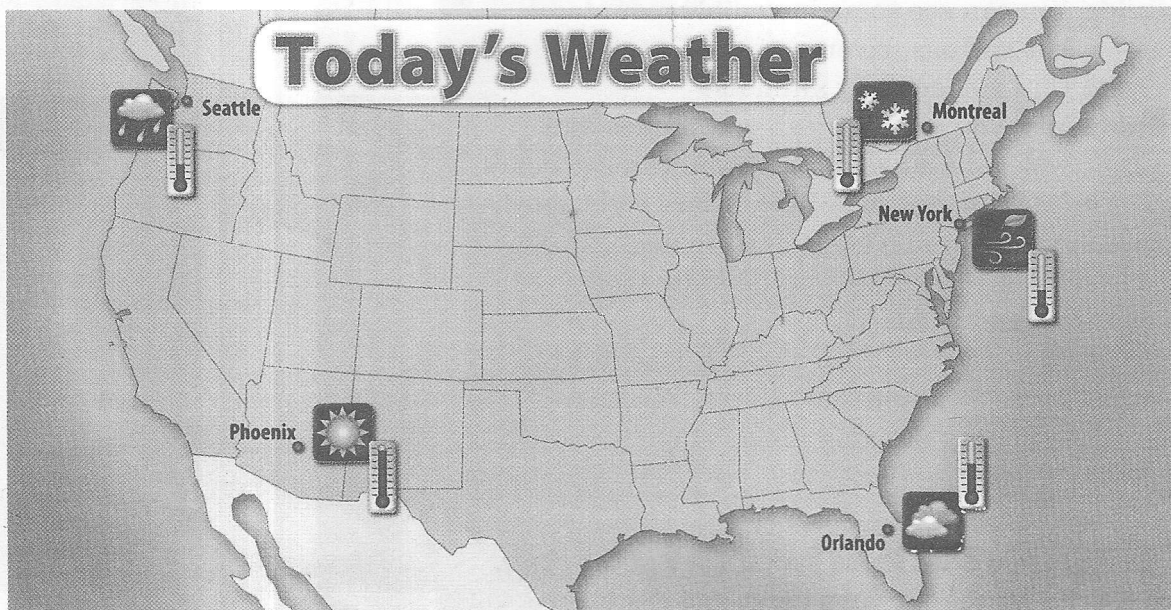 Today's Weather
Seattle
Montreal
New York
Phoenix
Orlando